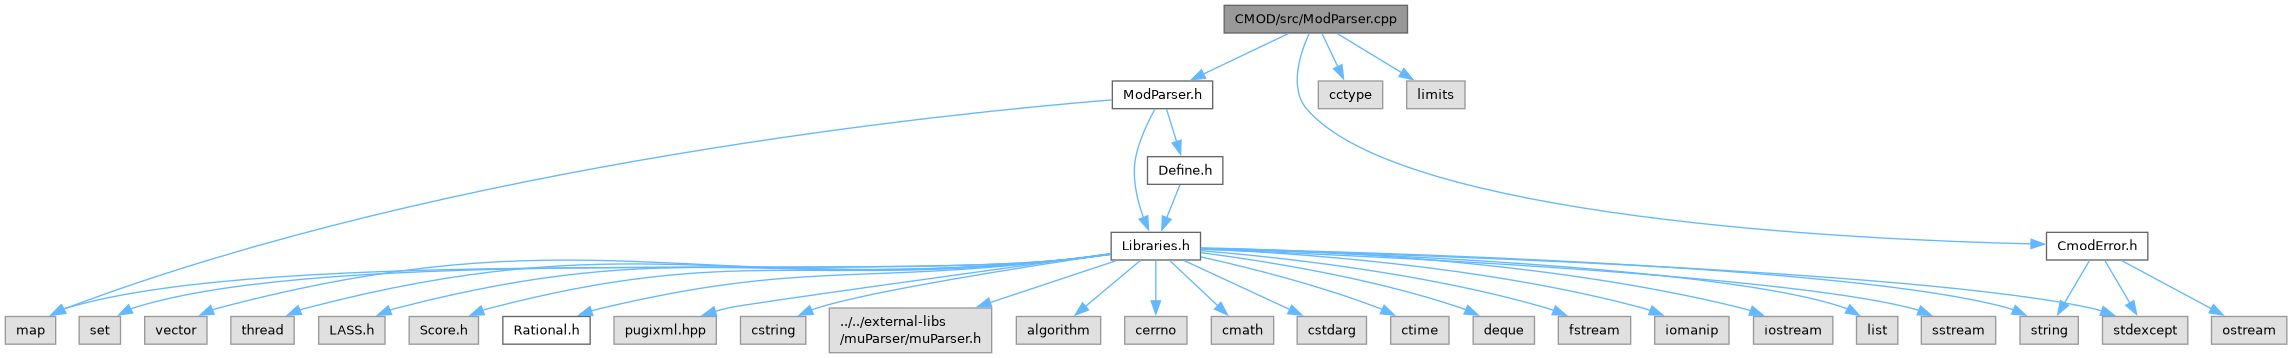 CMOD/src/ModParser.cpp
ModParser.h
cctype
limits
Define.h
Libraries.h
CmodError.h
map
set
vector
thread
LASS.h
Score.h
Rational.h
pugixml.hpp
cstring
../../external-libs
/muParser/muParser.h
algorithm
cerrno
cmath
cstdarg
ctime
deque
fstream
iomanip
iostream
list
sstream
string
stdexcept
ostream